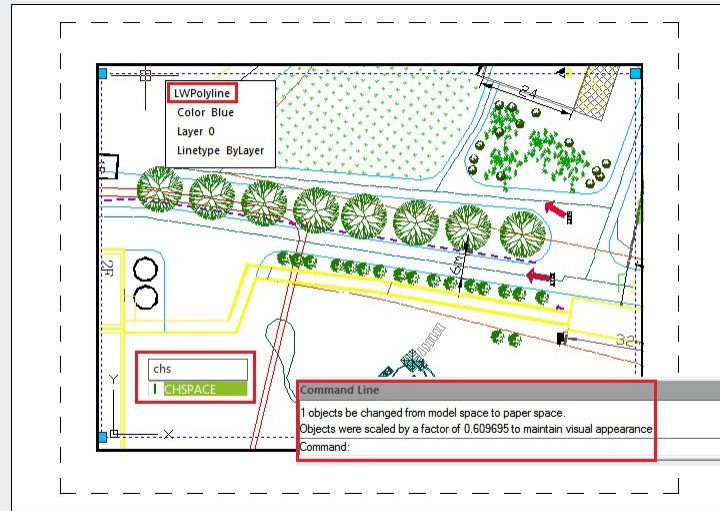 LWPolyline
Color Blue
Layer 0
Linetype ByLayer
24
6m
2R
32
chs
CHSPACE
Y
X
Command Line
1 objects be changed from model space to paper space.
Objects were scaled by a factor of 0.609695 to maintain visual appearance
Command: